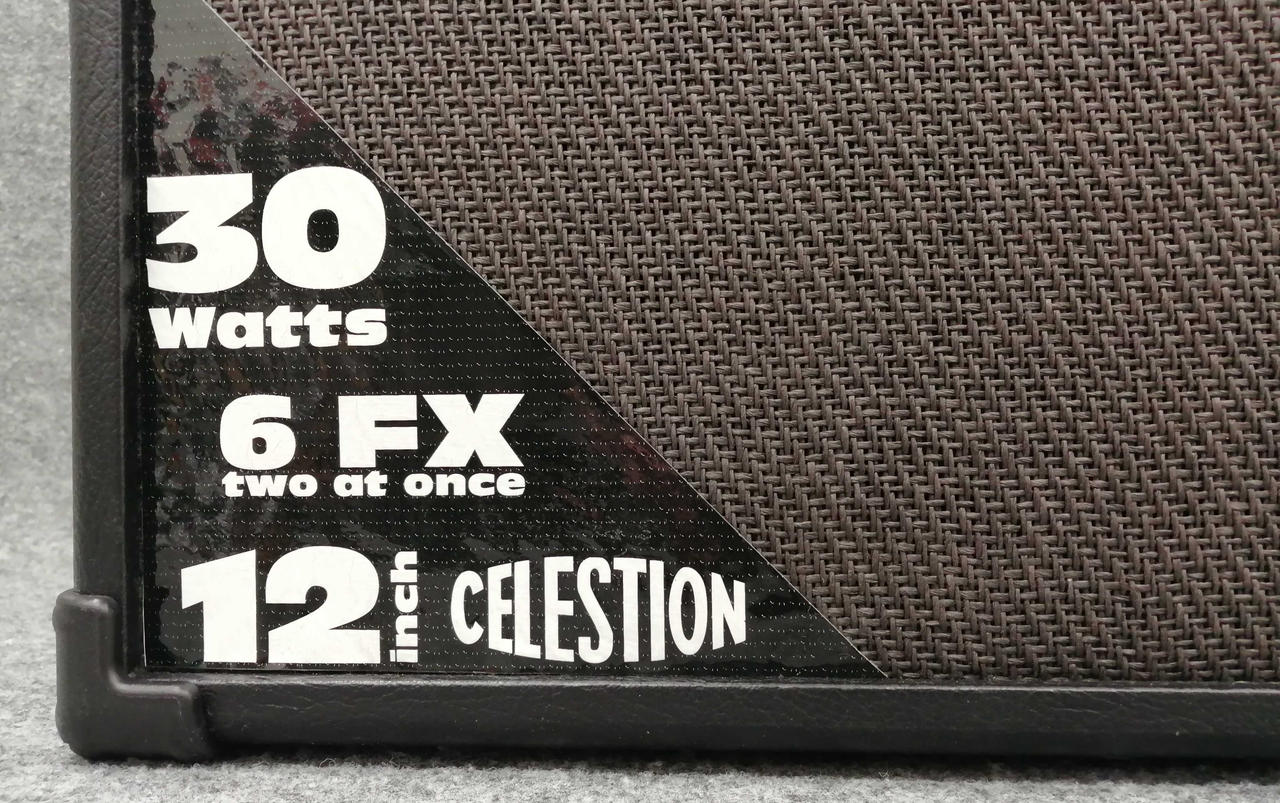 30
Watts
6 FX
two at once
12 inch CELESTION